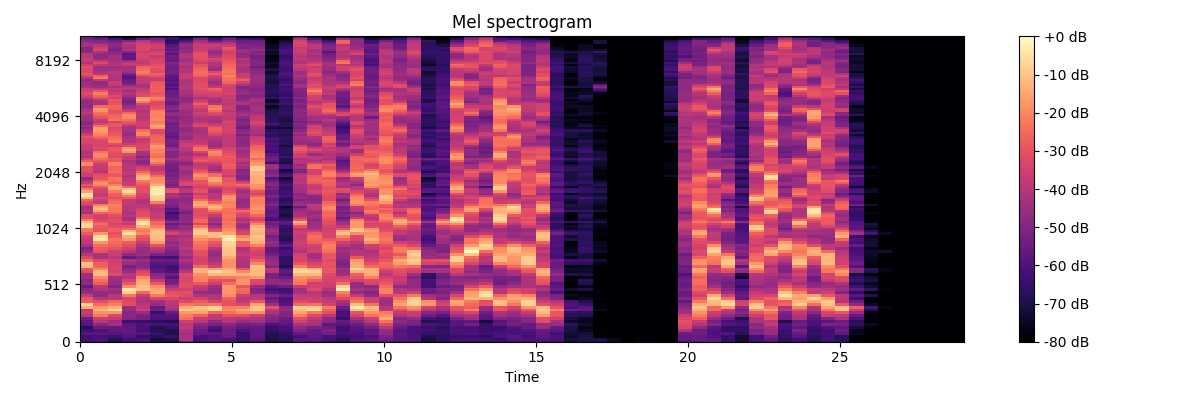 Mel spectrogram
+0 dB
8192
-10 dB
4096
-20 dB
-30 dB
2048
-40 dB
Hz
1024
-50 dB
512
-60 dB
-70 dB
0
-80 dB
0 5 10 15 20 25
Time